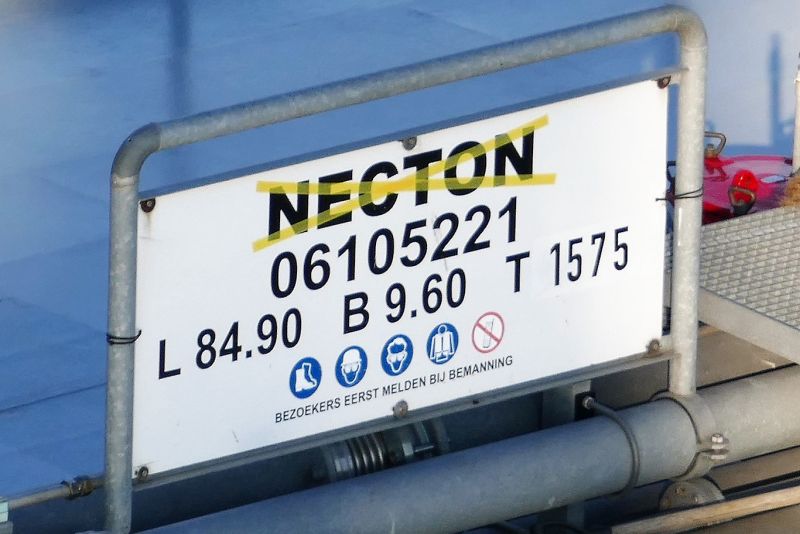 NECTON
06105221
L 84.90 B 9.60 T 1575
BEZOEKERS EERST MELDEN BIJ BEMANNING